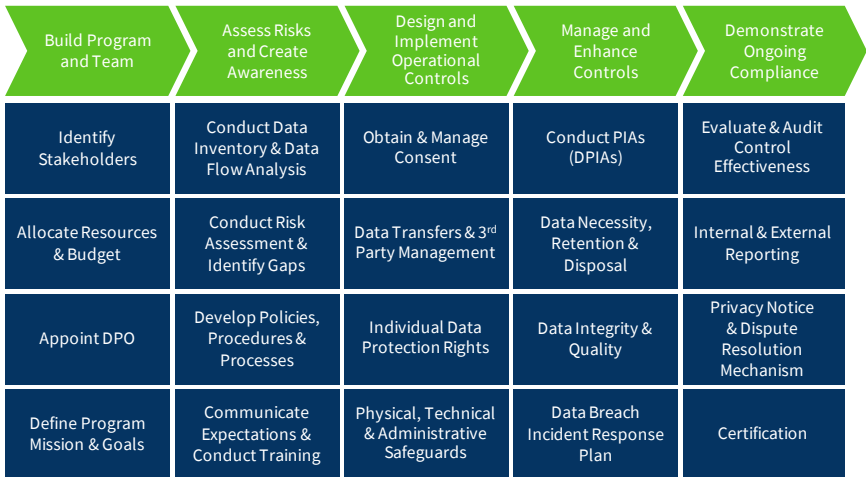 Build Program
and Team
Assess Risks
and Create
Awareness
Design and
Implement
Operational
Controls
Manage and
Enhance
Controls
Demonstrate
Ongoing
Compliance
Identify
Stakeholders
Conduct Data
Inventory & Data
Flow Analysis
Obtain & Manage
Consent
Conduct PIAs
(DPIAs)
Evaluate & Audit
Control
Effectiveness
Allocate Resources
& Budget
Conduct Risk
Assessment &
Identify Gaps
Data Transfers & 3rd
Party Management
Data Necessity,
Retention &
Disposal
Internal & External
Reporting
Appoint DPO
Develop Policies,
Procedures &
Processes
Individual Data
Protection Rights
Data Integrity &
Quality
Privacy Notice
& Dispute
Resolution
Mechanism
Define Program
Mission & Goals
Communicate
Expectations &
Conduct Training
Physical, Technical
& Administrative
Safeguards
Data Breach
Incident Response
Plan
Certification